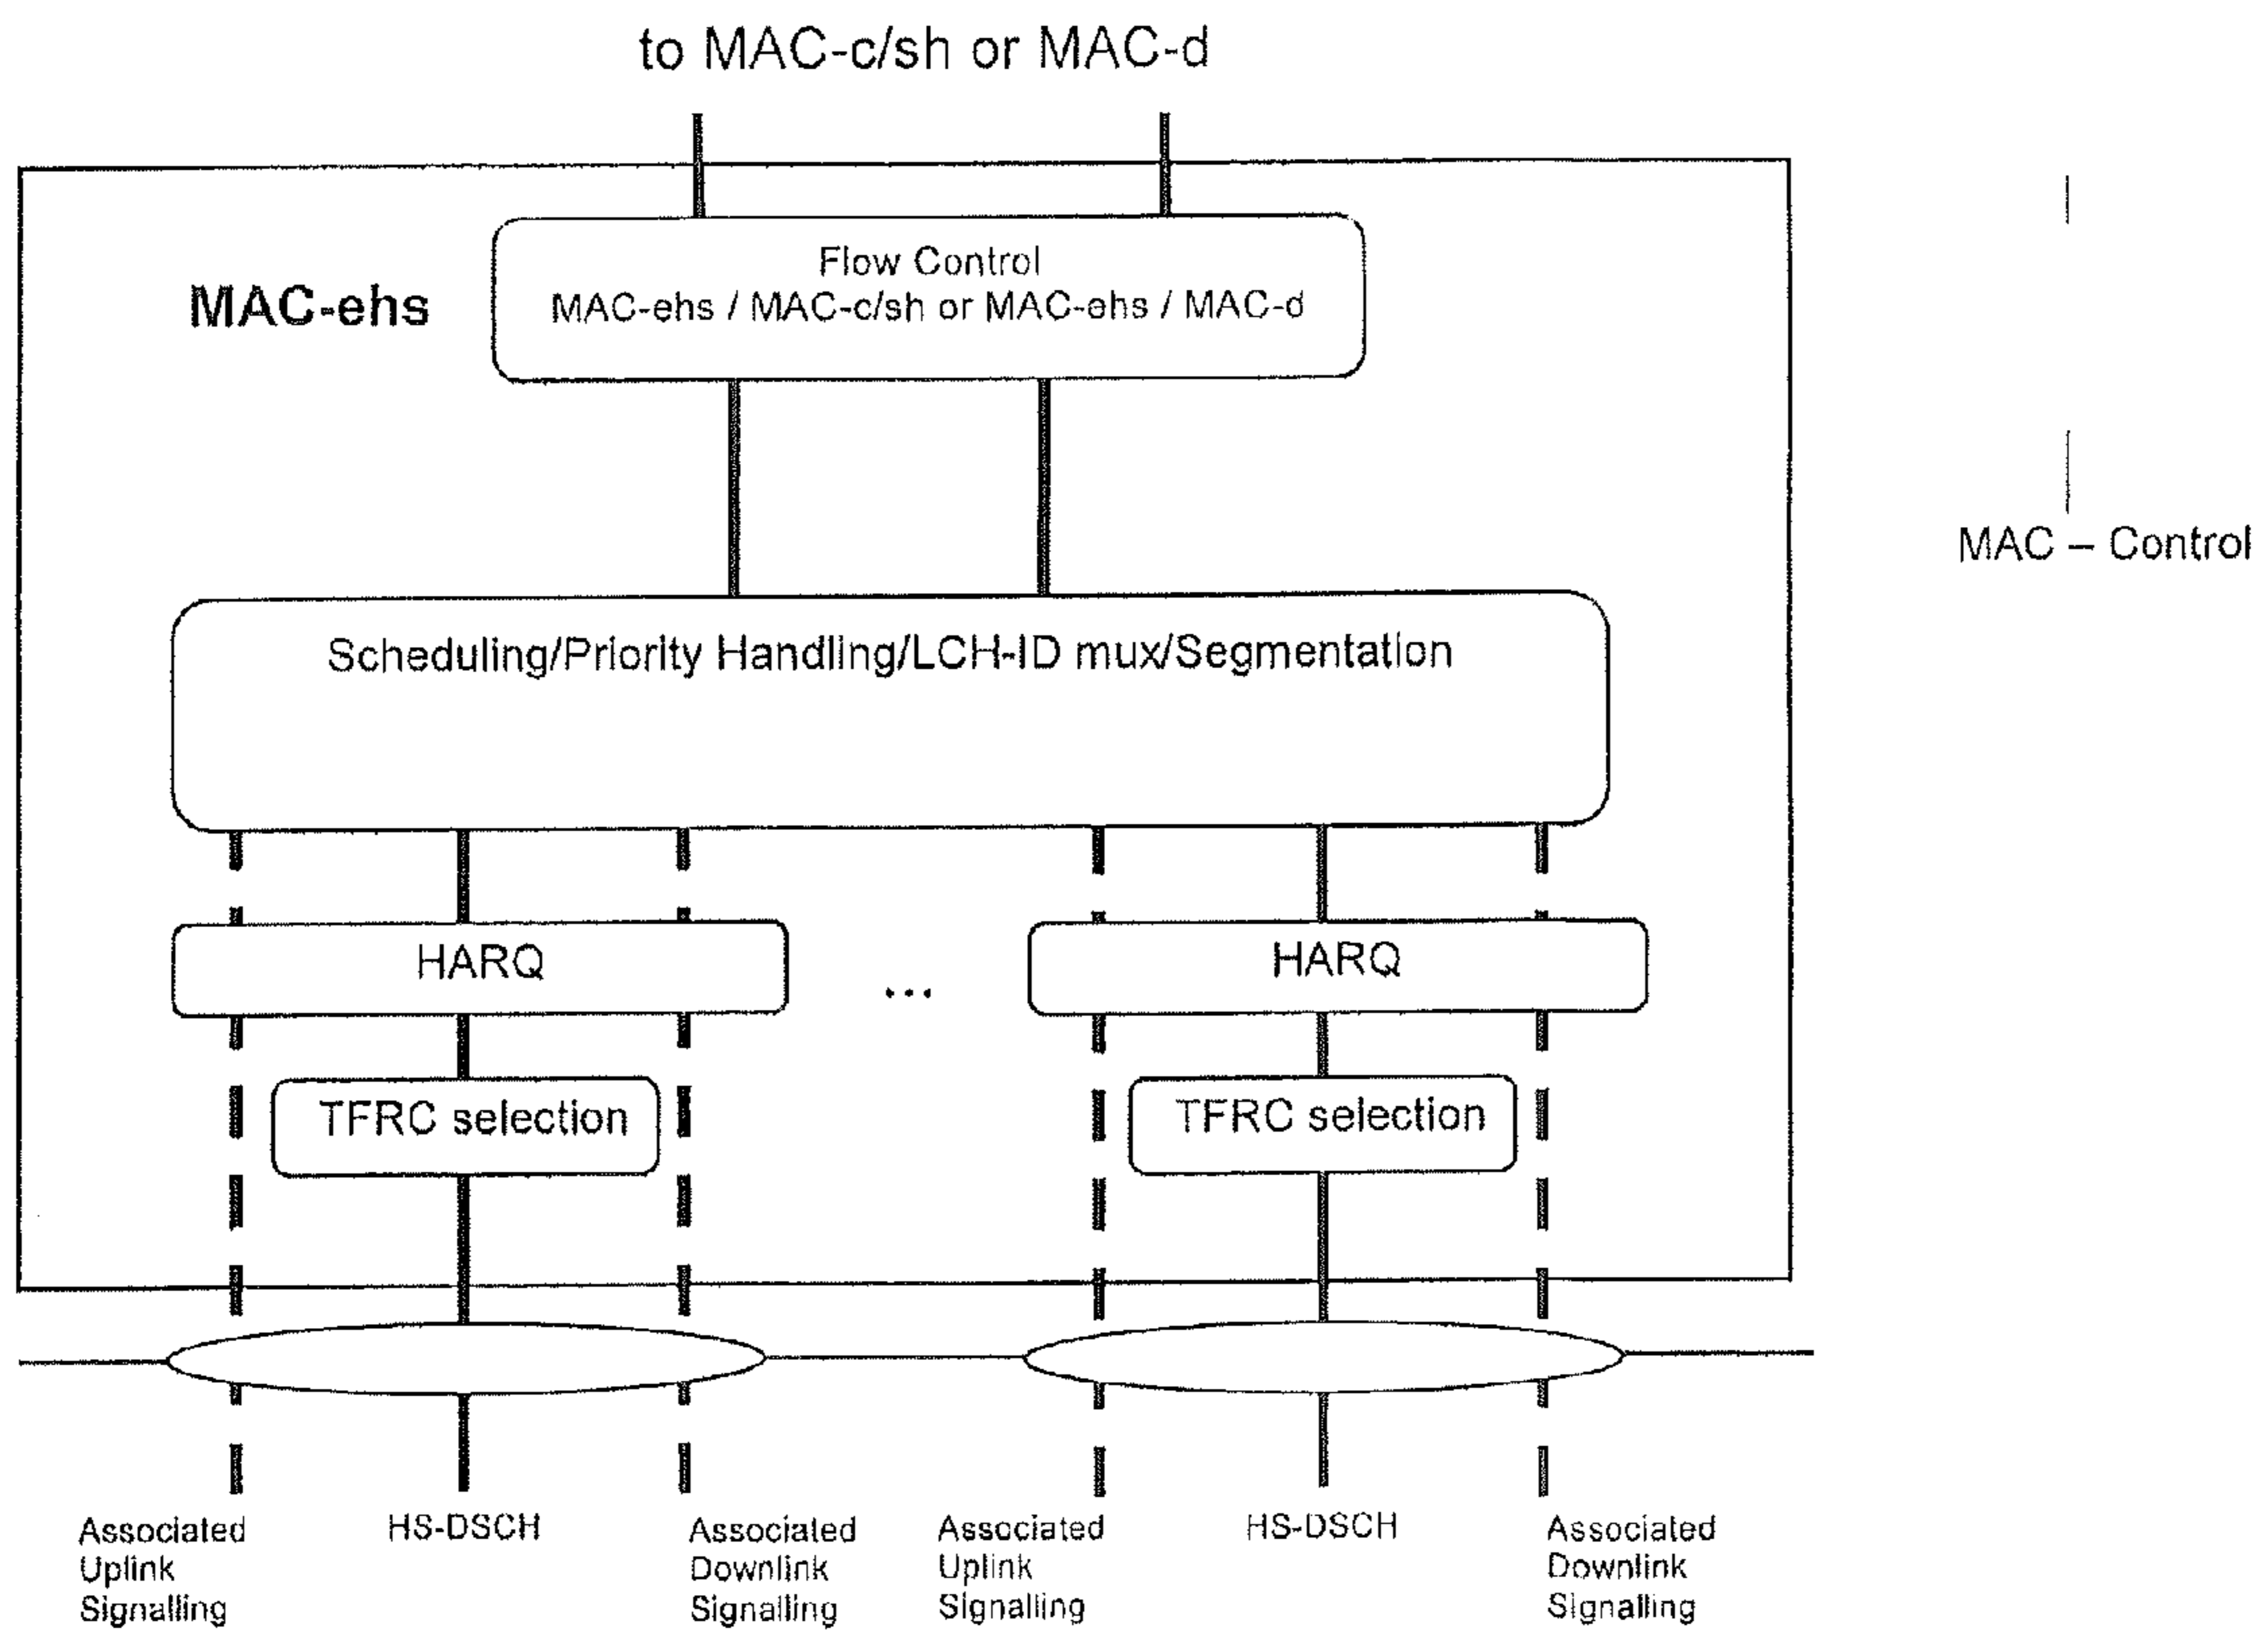 to MAC-c/sh or MAC-d
Flow Control
MAC-ehs
MAC-ehs / MAC-c/sh or MAC-ehs / MAC-d
MAC – Control
Scheduling/Priority Handling/LCH-ID mux/Segmentation
HARQ
...
HARQ
TFRC selection
TFRC selection
Associated
Uplink
Signalling
HS-DSCH
Associated
Downlink
Signalling
Associated
Uplink
Signalling
HS-DSCH
Associated
Downlink
Signalling